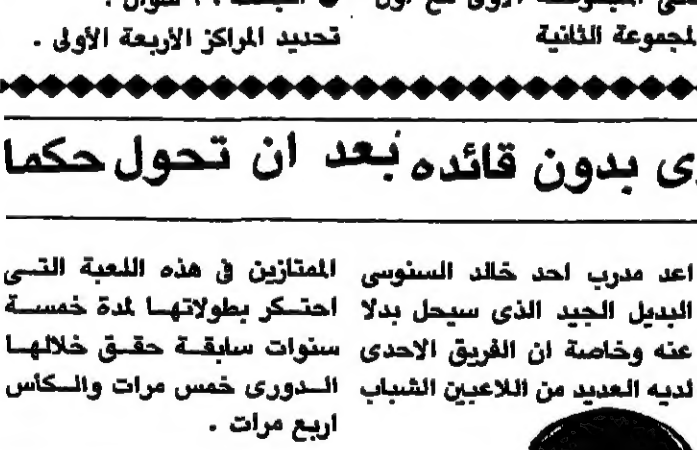 المجموعة الثانية
تحديد المراكز الأربعة الأولى .
بدون قائده بعد ان تحول حكما
اعد مدرب احد خالد السنوسى
البديل الجيد الذى سيحل بدلا
عنه وخاصة ان الفريق الاحدى
لديه العديد من اللاعبين الشباب
الممتازين في هذه اللعبة التى
احتكر بطولاتها لمدة خمسة
سنوات سابقة حقق خلالها
الدورى خمس مرات والكأس
اربع مرات .